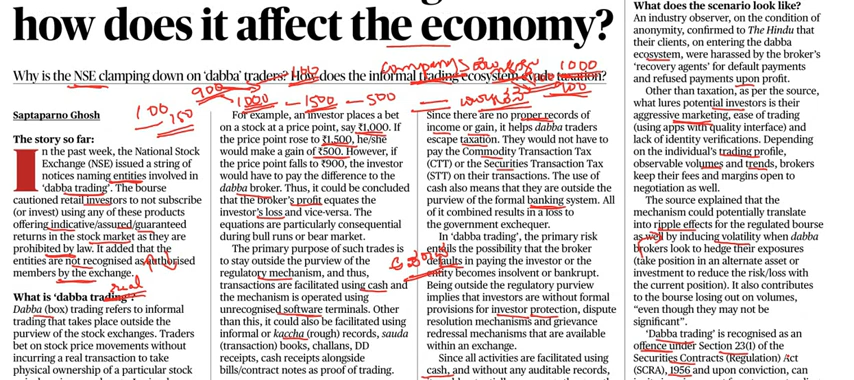 how does it affect the economy?
Why is the NSE clamping down on ‘dabba’ traders? How does the informal trading ecosystem evade taxation?
1000
900
900
1000 — 1500 — 500
100
150
Saptaparno Ghosh
The story so far:
In the past week, the National Stock
Exchange (NSE) issued a string of
notices naming entities involved in
‘dabba trading’. The bourse
cautioned retail investors to not subscribe
(or invest) using any of these products
offering indicative/assured/guaranteed
returns in the stock market as they are
prohibited by law. It added that the
entities are not recognised as authorised
members by the exchange.
What is ‘dabba trading’?
Dabba (box) trading refers to informal
trading that takes place outside the
purview of the stock exchanges. Traders
bet on stock price movements without
incurring a real transaction to take
physical ownership of a particular stock
For example, an investor places a bet
on a stock at a price point, say ₹1,000. If
the price point rose to ₹1,500, he/she
would make a gain of ₹500. However, if
the price point falls to ₹900, the investor
would have to pay the difference to the
dabba broker. Thus, it could be concluded
that the broker’s profit equates the
investor’s loss and vice-versa. The
equations are particularly consequential
during bull runs or bear market.
The primary purpose of such trades is
to stay outside the purview of the
regulatory mechanism, and thus,
transactions are facilitated using cash and
the mechanism is operated using
unrecognised software terminals. Other
than this, it could also be facilitated using
informal or kaccha (rough) records, sauda
(transaction) books, challans, DD
receipts, cash receipts alongside
bills/contract notes as proof of trading.
Since there are no proper records of
income or gain, it helps dabba traders
escape taxation. They would not have to
pay the Commodity Transaction Tax
(CTT) or the Securities Transaction Tax
(STT) on their transactions. The use of
cash also means that they are outside the
purview of the formal banking system. All
of it combined results in a loss to
the government exchequer.
In ‘dabba trading’, the primary risk
entails the possibility that the broker
defaults in paying the investor or the
entity becomes insolvent or bankrupt.
Being outside the regulatory purview
implies that investors are without formal
provisions for investor protection, dispute
resolution mechanisms and grievance
redressal mechanisms that are available
within an exchange.
Since all activities are facilitated using
cash, and without any auditable records,
What does the scenario look like?
An industry observer, on the condition of
anonymity, confirmed to The Hindu that
their clients, on entering the dabba
ecosystem, were harassed by the broker’s
‘recovery agents’ for default payments
and refused payments upon profit.
Other than taxation, as per the source,
what lures potential investors is their
aggressive marketing, ease of trading
(using apps with quality interface) and
lack of identity verifications. Depending
on the individual’s trading profile,
observable volumes and trends, brokers
keep their fees and margins open to
negotiation as well.
The source explained that the
mechanism could potentially translate
into ripple effects for the regulated bourse
as well by inducing volatility when dabba
brokers look to hedge their exposures
(take position in an alternate asset or
investment to reduce the risk/loss with
the current position). It also contributes
to the bourse losing out on volumes,
“even though they may not be
significant”.
‘Dabba trading’ is recognised as an
offence under Section 23(1) of the
Securities Contracts (Regulation) Act
(SCRA), 1956 and upon conviction, can